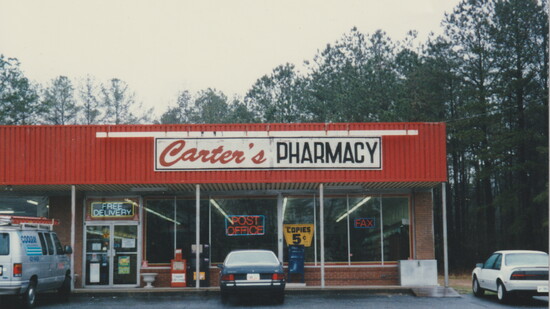 Carter's PHARMACY
FREE
DELIVERY
POST
OFFICE
COPIES
5¢
FAX